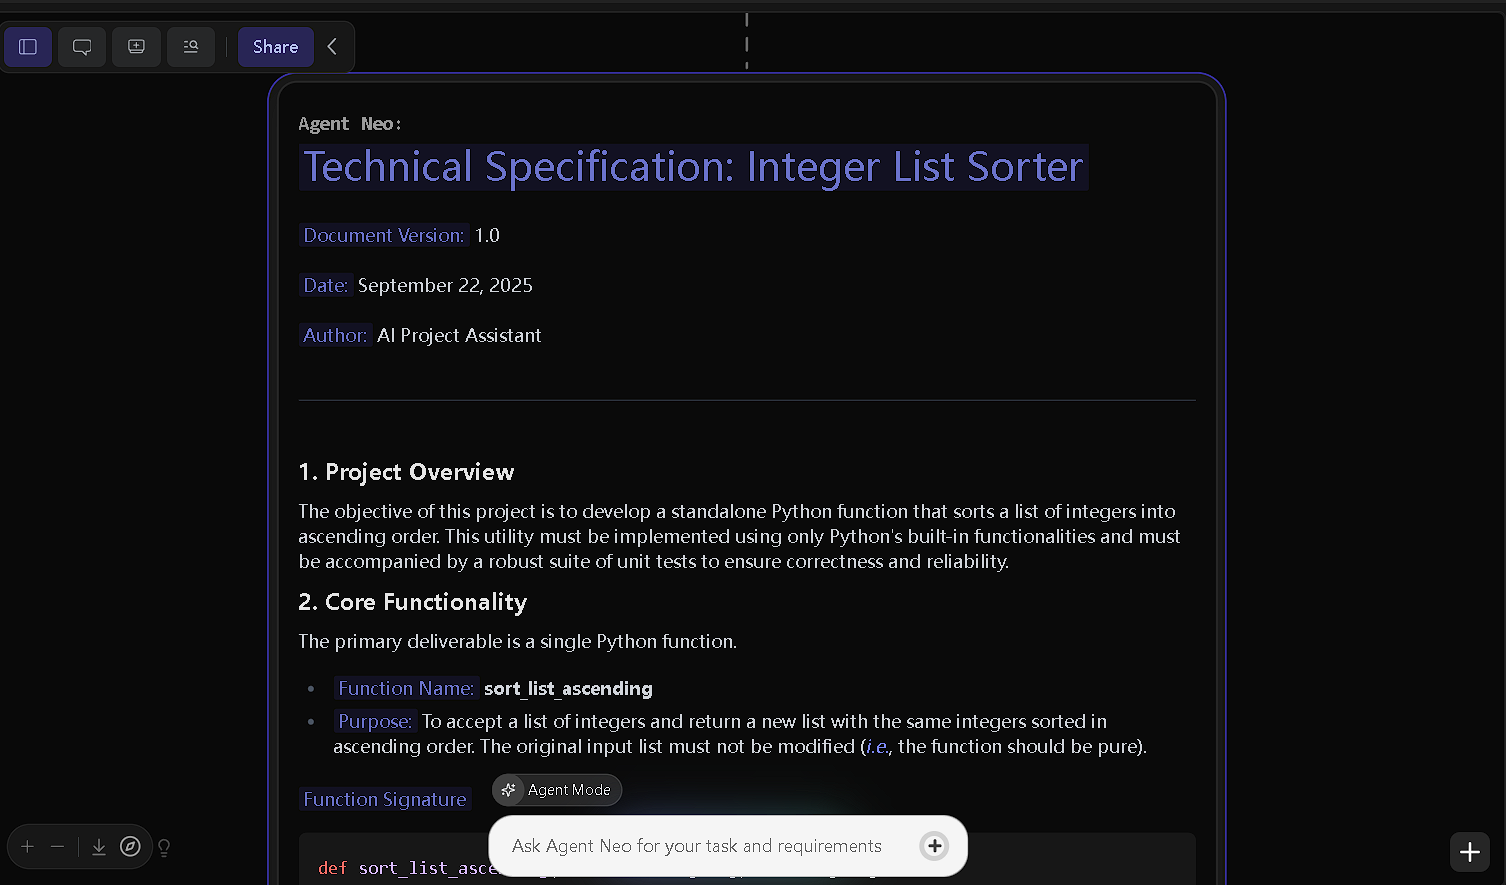 Share
Agent Neo:
Technical Specification: Integer List Sorter
Document Version: 1.0
Date: September 22, 2025
Author: AI Project Assistant
1. Project Overview
The objective of this project is to develop a standalone Python function that sorts a list of integers into
ascending order. This utility must be implemented using only Python's built-in functionalities and must
be accompanied by a robust suite of unit tests to ensure correctness and reliability.
2. Core Functionality
The primary deliverable is a single Python function.
Function Name: sort_list_ascending
Purpose: To accept a list of integers and return a new list with the same integers sorted in
ascending order. The original input list must not be modified (i.e., the function should be pure).
Function Signature
Agent Mode
Ask Agent Neo for your task and requirements
def